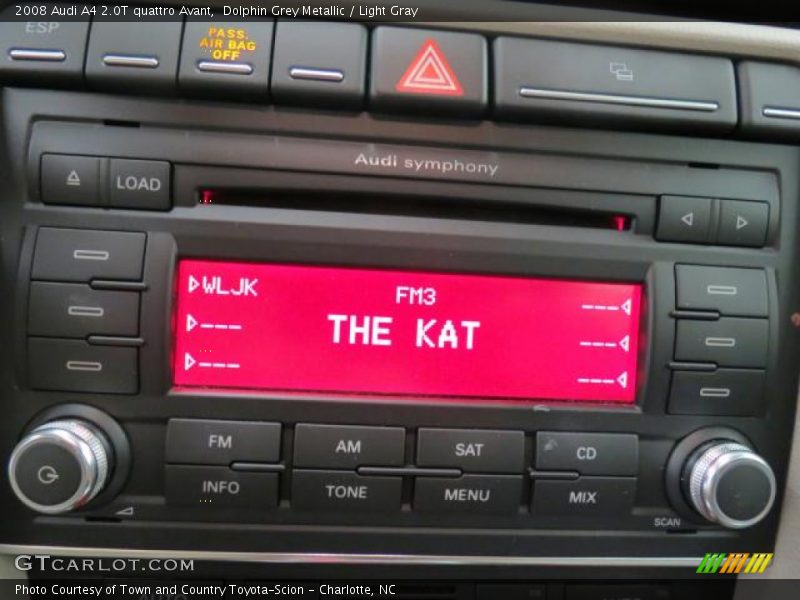 2008 Audi A4 2.0T quattro Avant,  Dolphin Grey Metallic / Light Gray
ESP
PASS.
AIR BAG
OFF
Audi symphony
LOAD
WLJK
FM3
THE KAT
FM
AM
SAT
CD
INFO
TONE
MENU
MIX
SCAN
GTCARLOT.COM
Photo Courtesy of Town and Country Toyota-Scion - Charlotte, NC